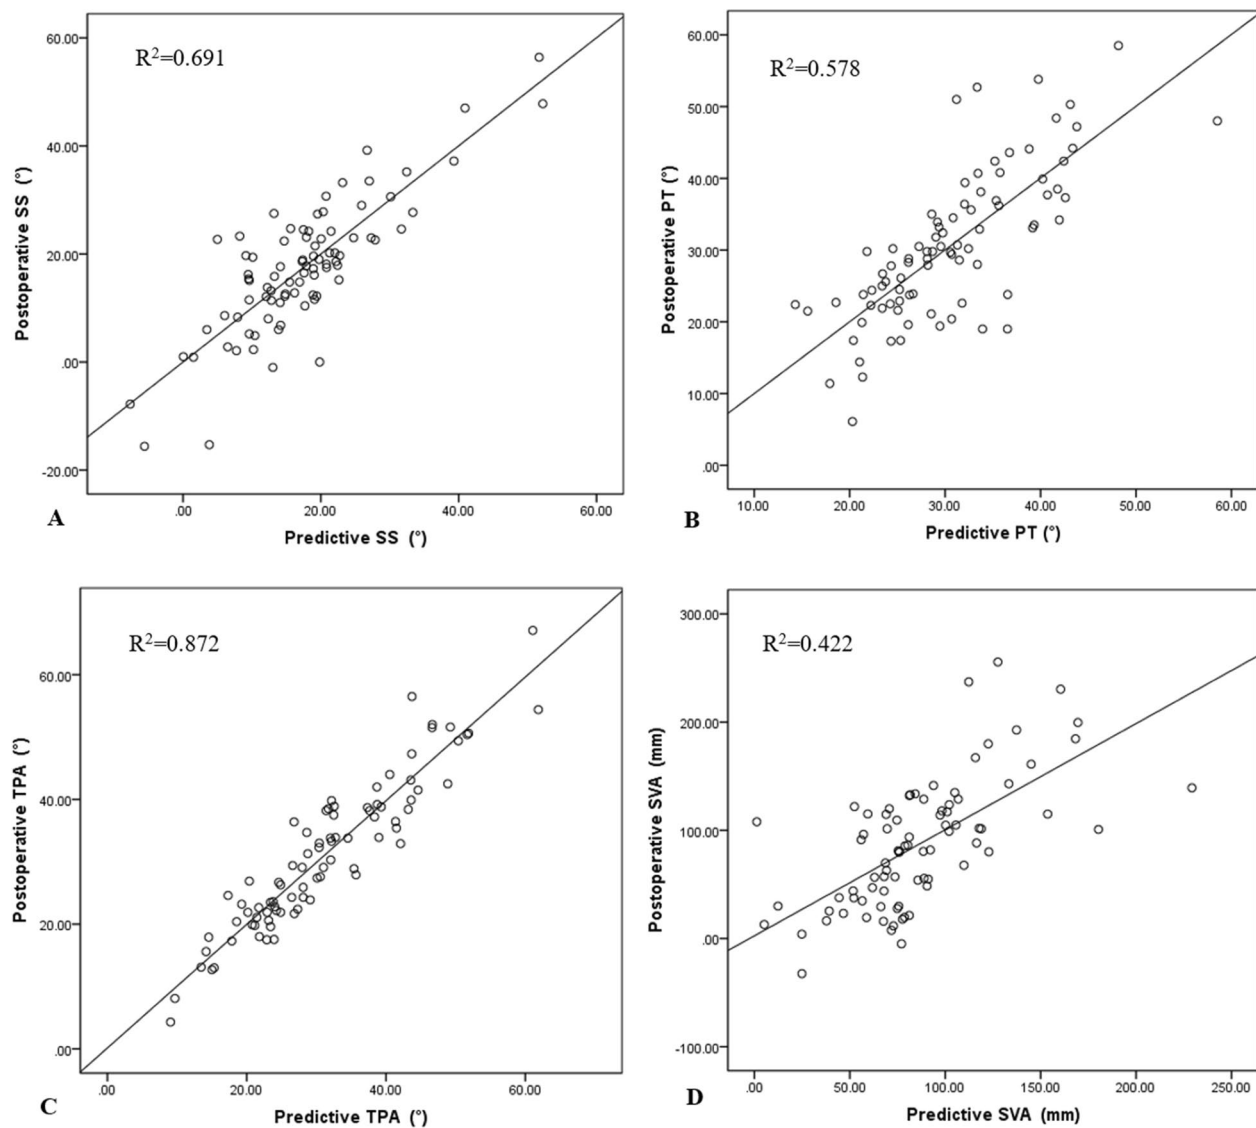 R²=0.691
60.00
40.00
20.00
.00
-20.00
Postoperative SS (°)
.00 20.00 40.00 60.00
Predictive SS (°)
A
R²=0.578
60.00
50.00
40.00
30.00
20.00
10.00
.00
Postoperative PT (°)
10.00 20.00 30.00 40.00 50.00 60.00
Predictive PT (°)
B
R²=0.872
60.00
40.00
20.00
.00
Postoperative TPA (°)
.00 20.00 40.00 60.00
Predictive TPA (°)
C
R²=0.422
300.00
200.00
100.00
.00
-100.00
Postoperative SVA (mm)
.00 50.00 100.00 150.00 200.00 250.00
Predictive SVA (mm)
D